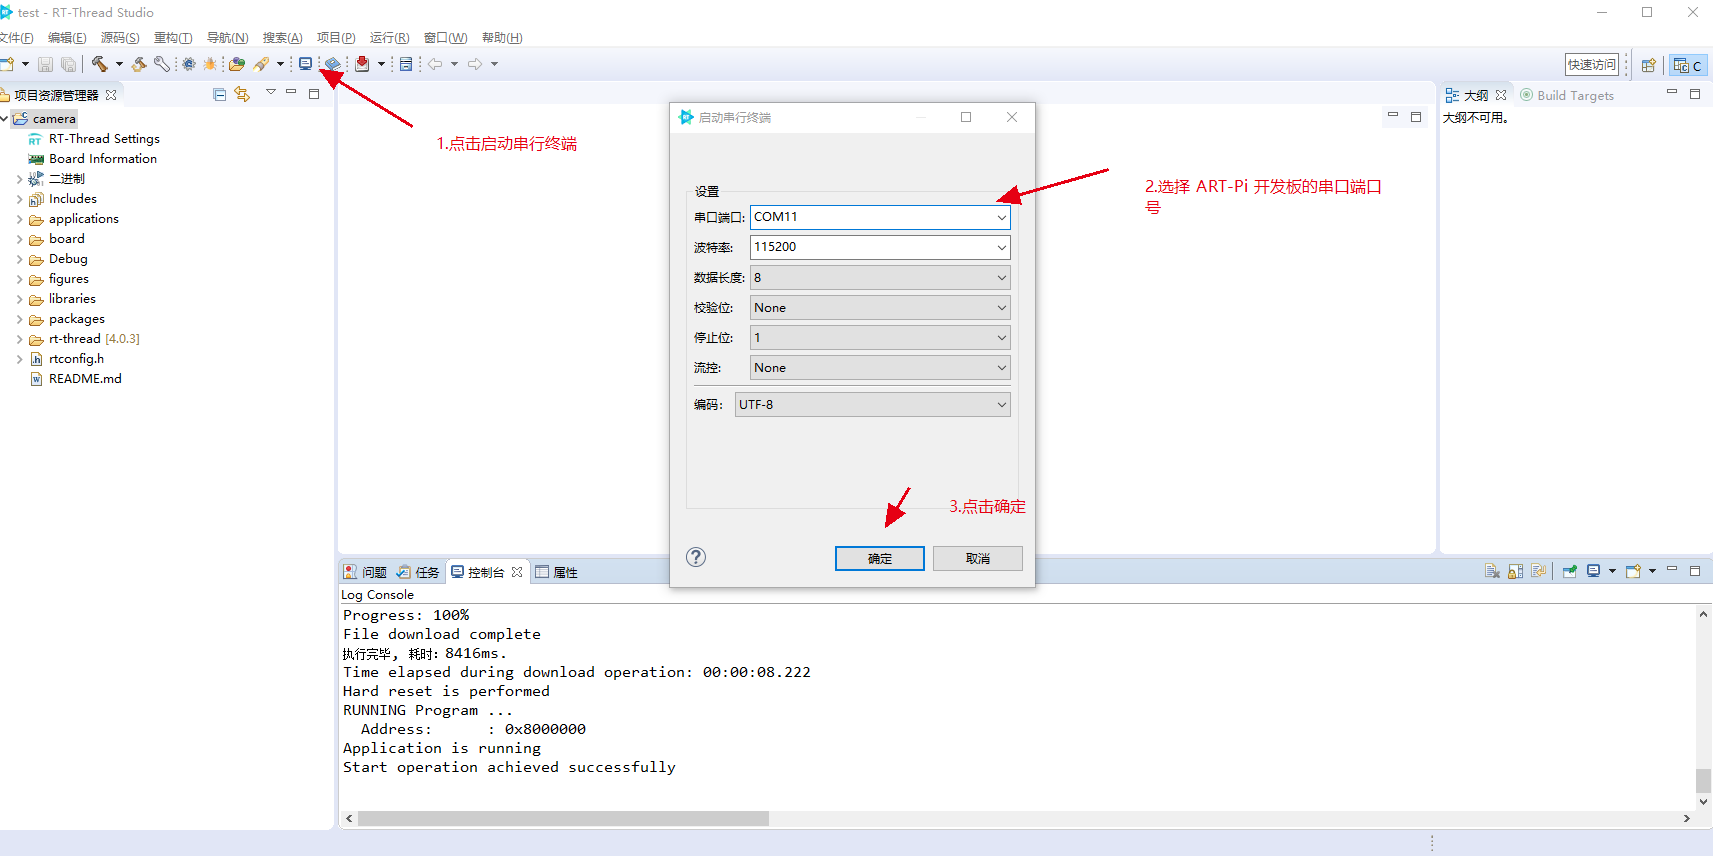 test - RT-Thread Studio
文件(F) 编辑(E) 源码(S) 重构(T) 导航(N) 搜索(A) 项目(P) 运行(R) 窗口(W) 帮助(H)
快速访问
C
项目资源管理器
camera
RT-Thread Settings
Board Information
二进制
Includes
applications
board
Debug
figures
libraries
packages
rt-thread [4.0.3]
rtconfig.h
README.md
1.点击启动串行终端
启动串行终端
设置
串口端口: COM11
波特率: 115200
数据长度: 8
校验位: None
停止位: 1
流控: None
编码: UTF-8
确定
取消
2.选择 ART-Pi 开发板的串口端口
号
3.点击确定
大纲
Build Targets
大纲不可用。
问题 任务 控制台 属性
Log Console
Progress: 100%
File download complete
执行完毕, 耗时: 8416ms.
Time elapsed during download operation: 00:00:08.222
Hard reset is performed
RUNNING Program ...
Address: : 0x8000000
Application is running
Start operation achieved successfully